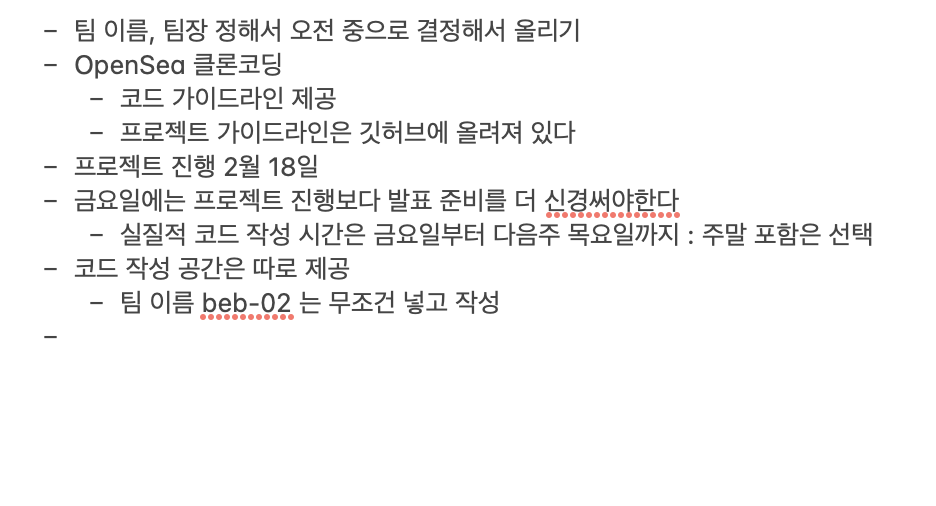 – 팀 이름, 팀장 정해서 오전 중으로 결정해서 올리기
– OpenSea 클론코딩
– 코드 가이드라인 제공
– 프로젝트 가이드라인은 깃허브에 올려져 있다
– 프로젝트 진행 2월 18일
– 금요일에는 프로젝트 진행보다 발표 준비를 더 신경써야한다
– 실질적 코드 작성 시간은 금요일부터 다음주 목요일까지 : 주말 포함은 선택
– 코드 작성 공간은 따로 제공
– 팀 이름 beb-02 는 무조건 넣고 작성
–